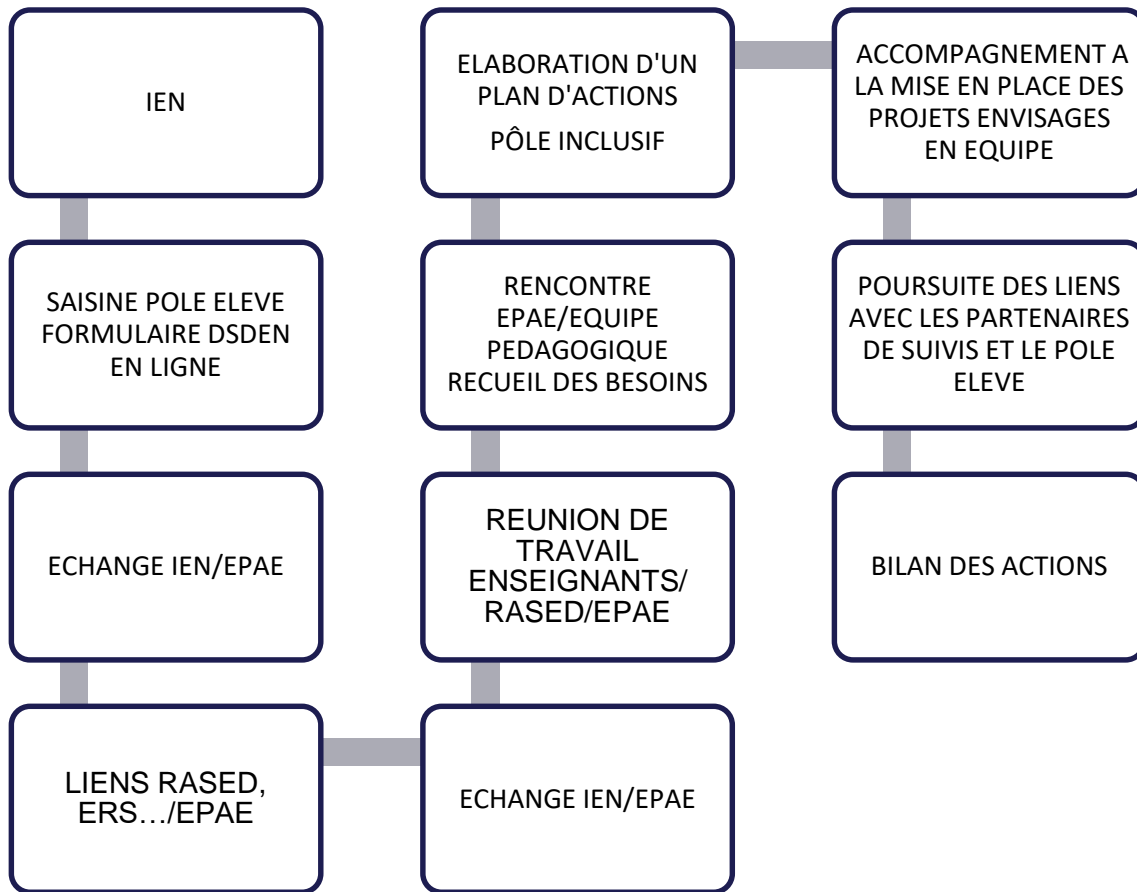 IEN
SAISINE POLE ELEVE
FORMULAIRE DSDEN
EN LIGNE
ECHANGE IEN/EPAE
LIENS RASED,
ERS…/EPAE
ECHANGE IEN/EPAE
REUNION DE
TRAVAIL
ENSEIGNANTS/
RASED/EPAE
RENCONTRE
EPAE/EQUIPE
PEDAGOGIQUE
RECUEIL DES BESOINS
ELABORATION D'UN
PLAN D'ACTIONS
PÔLE INCLUSIF
ACCOMPAGNEMENT A
LA MISE EN PLACE DES
PROJETS ENVISAGES
EN EQUIPE
POURSUITE DES LIENS
AVEC LES PARTENAIRES
DE SUIVIS ET LE POLE
ELEVE
BILAN DES ACTIONS